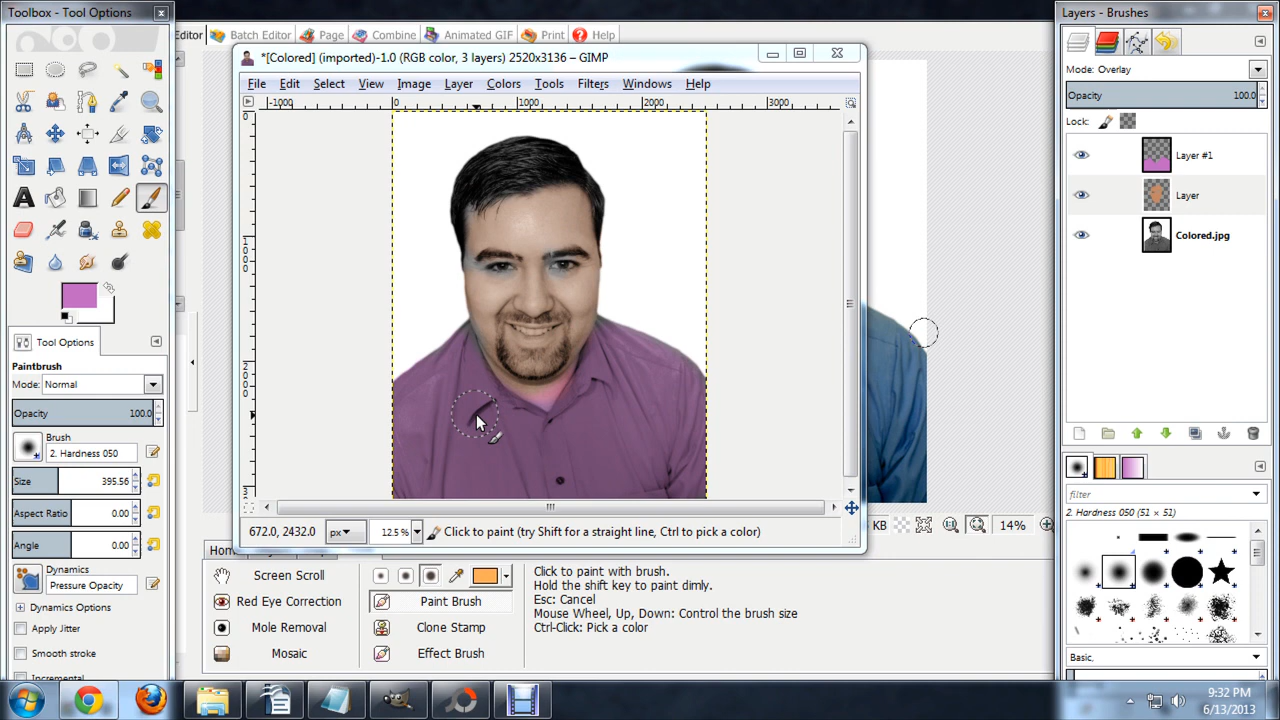 Toolbox - Tool Options
Paintbrush
Mode: Normal
Opacity 100.0
Brush
2. Hardness 050
Size 395.56
Aspect Ratio 0.00
Angle 0.00
Dynamics
Pressure Opacity
Dynamics Options
Apply Jitter
Smooth stroke
Incremental
Tool Options
Editor Batch Editor Page Combine Animated GIF Print Help
*[Colored] (imported)-1.0 (RGB color, 3 layers) 2520x3136 – GIMP
File Edit Select View Image Layer Colors Tools Filters Windows Help
-1000 0 1000 2000 3000
0
1000
2000
3
672.0, 2432.0 px 12.5% Click to paint (try Shift for a straight line, Ctrl to pick a color)
KB 14%
Hom
Screen Scroll
Red Eye Correction
Mole Removal
Mosaic
Paint Brush
Clone Stamp
Effect Brush
Click to paint with brush.
Hold the shift key to paint dimly.
Esc: Cancel
Mouse Wheel, Up, Down: Control the brush size
Ctrl-Click: Pick a color
Layers - Brushes
Mode: Overlay
Opacity 100.0
Lock:
Layer #1
Layer
Colored.jpg
filter
2. Hardness 050 (51 × 51)
Basic,
9:32 PM
6/13/2013